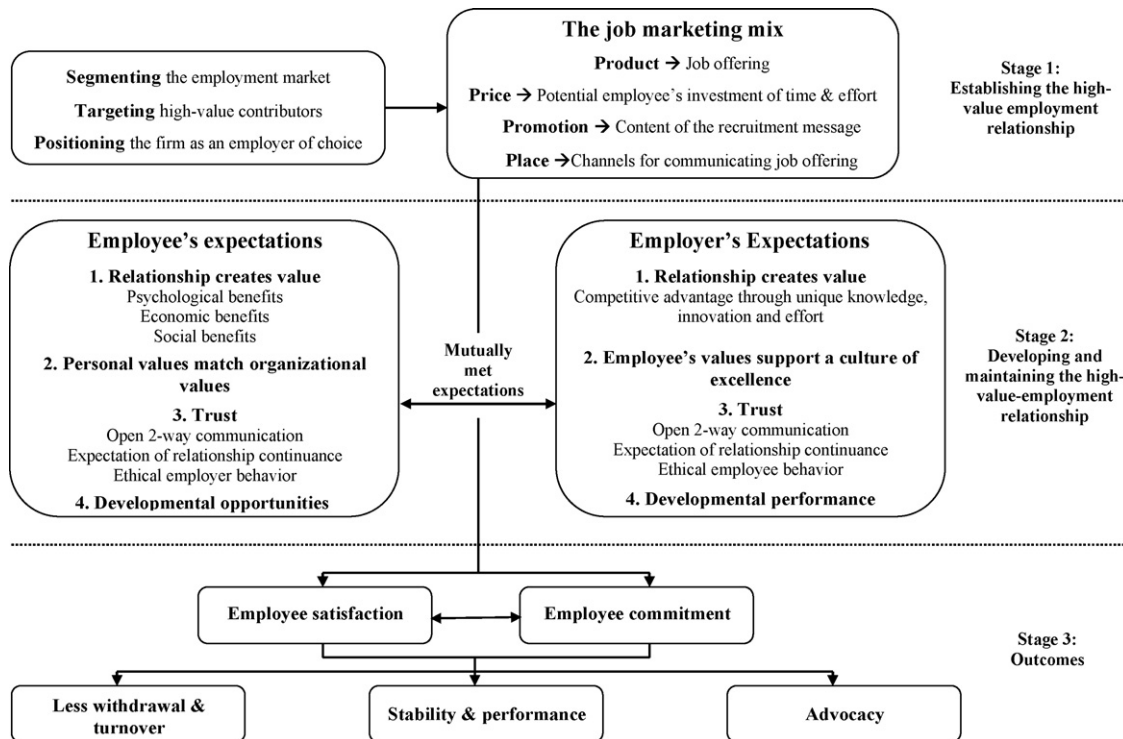 Segmenting the employment market
Targeting high-value contributors
Positioning the firm as an employer of choice
The job marketing mix
Product → Job offering
Price → Potential employee's investment of time & effort
Promotion → Content of the recruitment message
Place →Channels for communicating job offering
Stage 1:
Establishing the high-
value employment
relationship
Employee's expectations
1. Relationship creates value
Psychological benefits
Economic benefits
Social benefits
2. Personal values match organizational
values
3. Trust
Open 2-way communication
Expectation of relationship continuance
Ethical employer behavior
4. Developmental opportunities
Mutually
met
expectations
Employer's Expectations
1. Relationship creates value
Competitive advantage through unique knowledge,
innovation and effort
2. Employee's values support a culture of
excellence
3. Trust
Open 2-way communication
Expectation of relationship continuance
Ethical employee behavior
4. Developmental performance
Stage 2:
Developing and
maintaining the high-
value-employment
relationship
Employee satisfaction
Employee commitment
Stage 3:
Outcomes
Less withdrawal &
turnover
Stability & performance
Advocacy